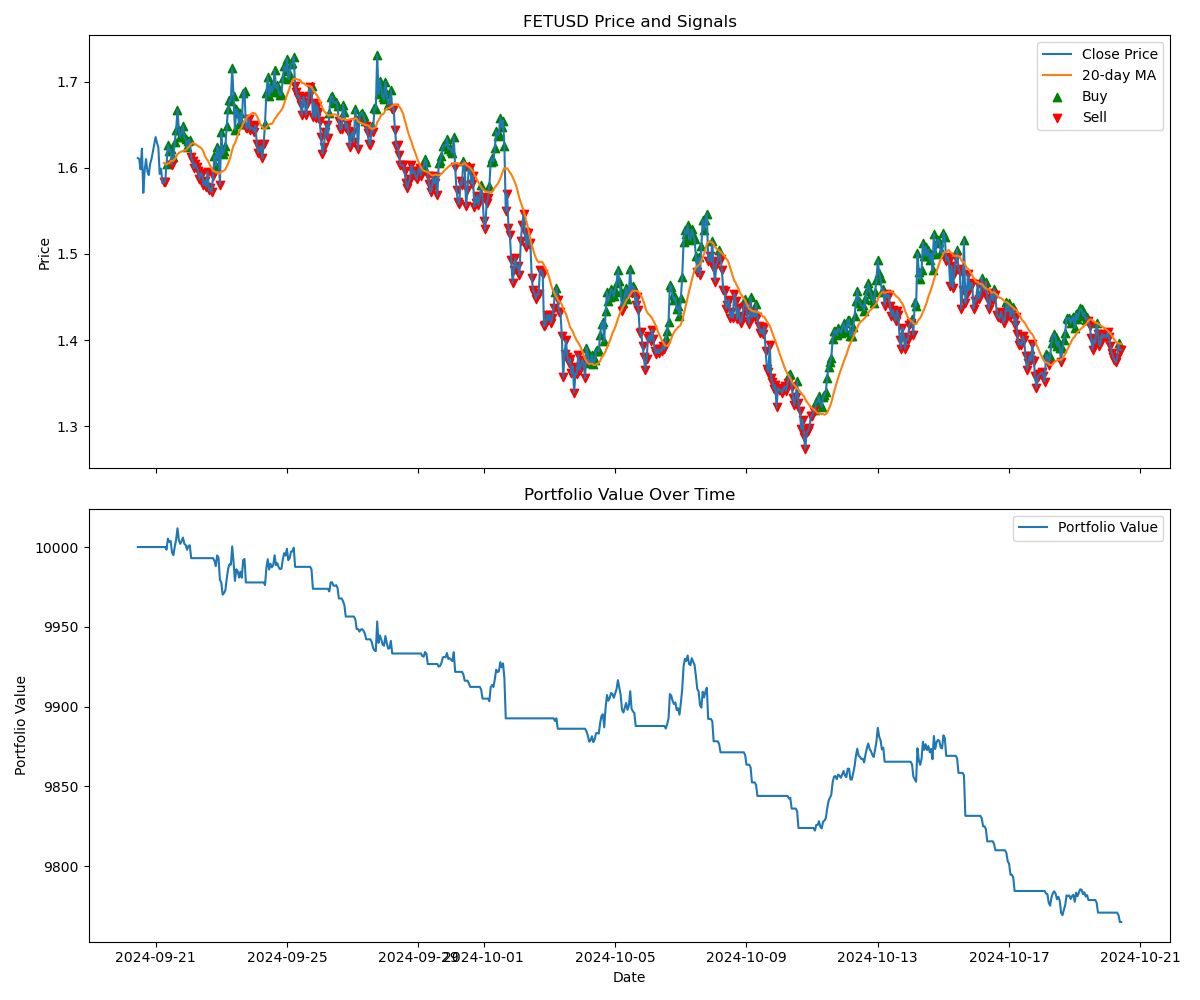 FETUSD Price and Signals
Price
1.7
1.6
1.5
1.4
1.3
Close Price
20-day MA
Buy
Sell
Portfolio Value Over Time
Portfolio Value
10000
9950
9900
9850
9800
Portfolio Value
2024-09-21
2024-09-25
2024-09-29
2024-10-01
2024-10-05
2024-10-09
2024-10-13
2024-10-17
2024-10-21
Date